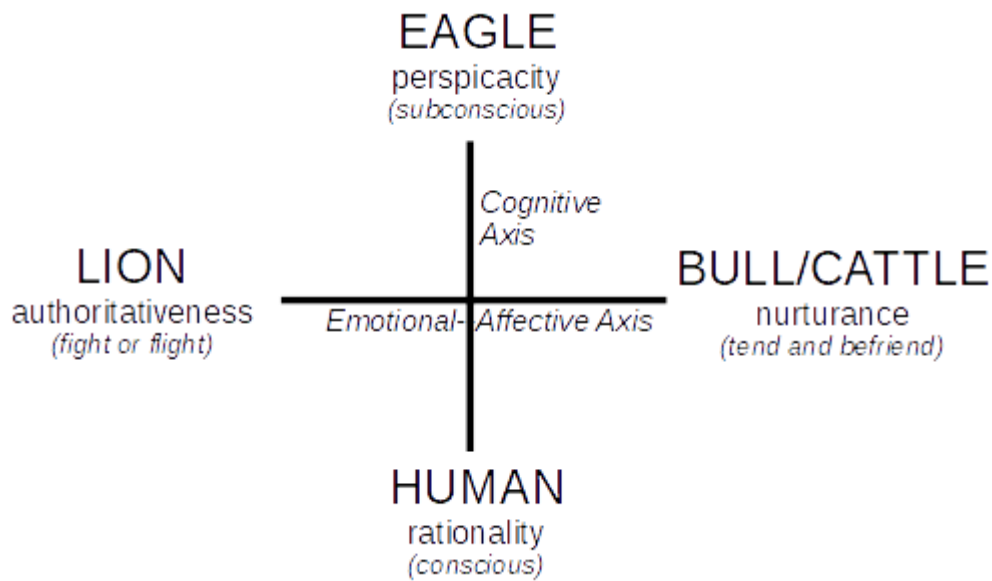 EAGLE
perspicacity
(subconscious)
Cognitive
Axis
LION
authoritativeness
(fight or flight)
BULL/CATTLE
nurturance
(tend and befriend)
Emotional-Affective Axis
HUMAN
rationality
(conscious)